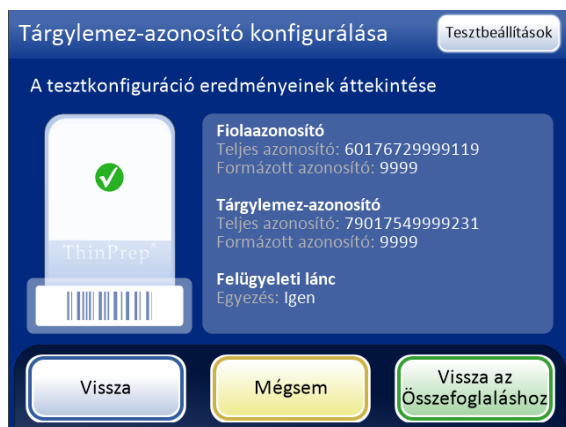 Tárgylemez-azonosító konfigurálása
Tesztbeállítások
A tesztkonfiguráció eredményeinek áttekintése
Fiolaazonosító
Teljes azonosító: 60176729999119
Formázott azonosító: 9999
Tárgylemez-azonosító
Teljes azonosító: 79017549999231
Formázott azonosító: 9999
Felügyeleti lánc
Egyezés: Igen
ThinPrep®
Vissza
Mégsem
Vissza az
Összefoglaláshoz